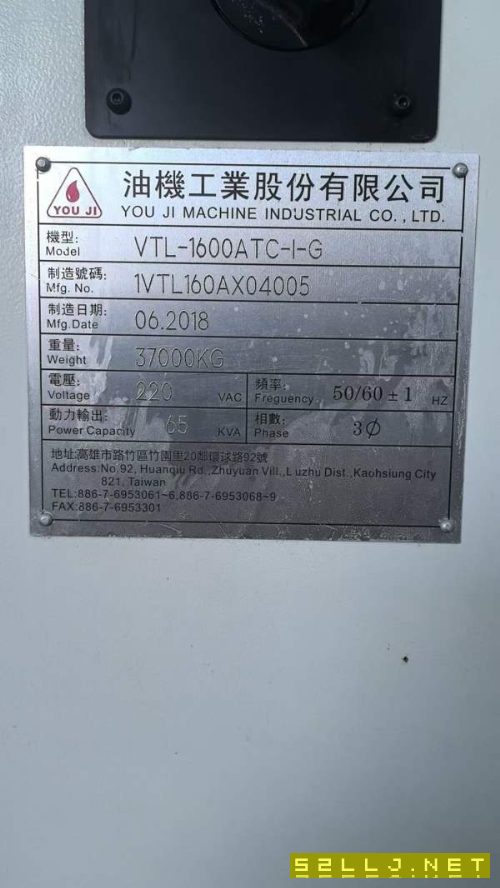 YOU JI
油機工業股份有限公司
YOU JI MACHINE INDUSTRIAL CO., LTD.
機型: VTL-1600ATC-I-G
Model
制造號碼: 1VTL160AX04005
Mfg. No.
制造日期: 06.2018
Mfg.Date
重量: 37000KG
Weight
電壓: 220 VAC 頻率: 50/60±1 HZ
Voltage Freguency
動力輸出: 65 KVA 相數: 3Ø
Power Capacity Phase
地址:高雄市路竹區竹園里20鄰環球路92號
Address:No.92, Huanqiu Rd.,Zhuyuan Vill.,Luzhu Dist.,Kaohsiung City
821, Taiwan
TEL:886-7-6953061~6,886-7-6953068~9
FAX:886-7-6953301
52LLJ.NET